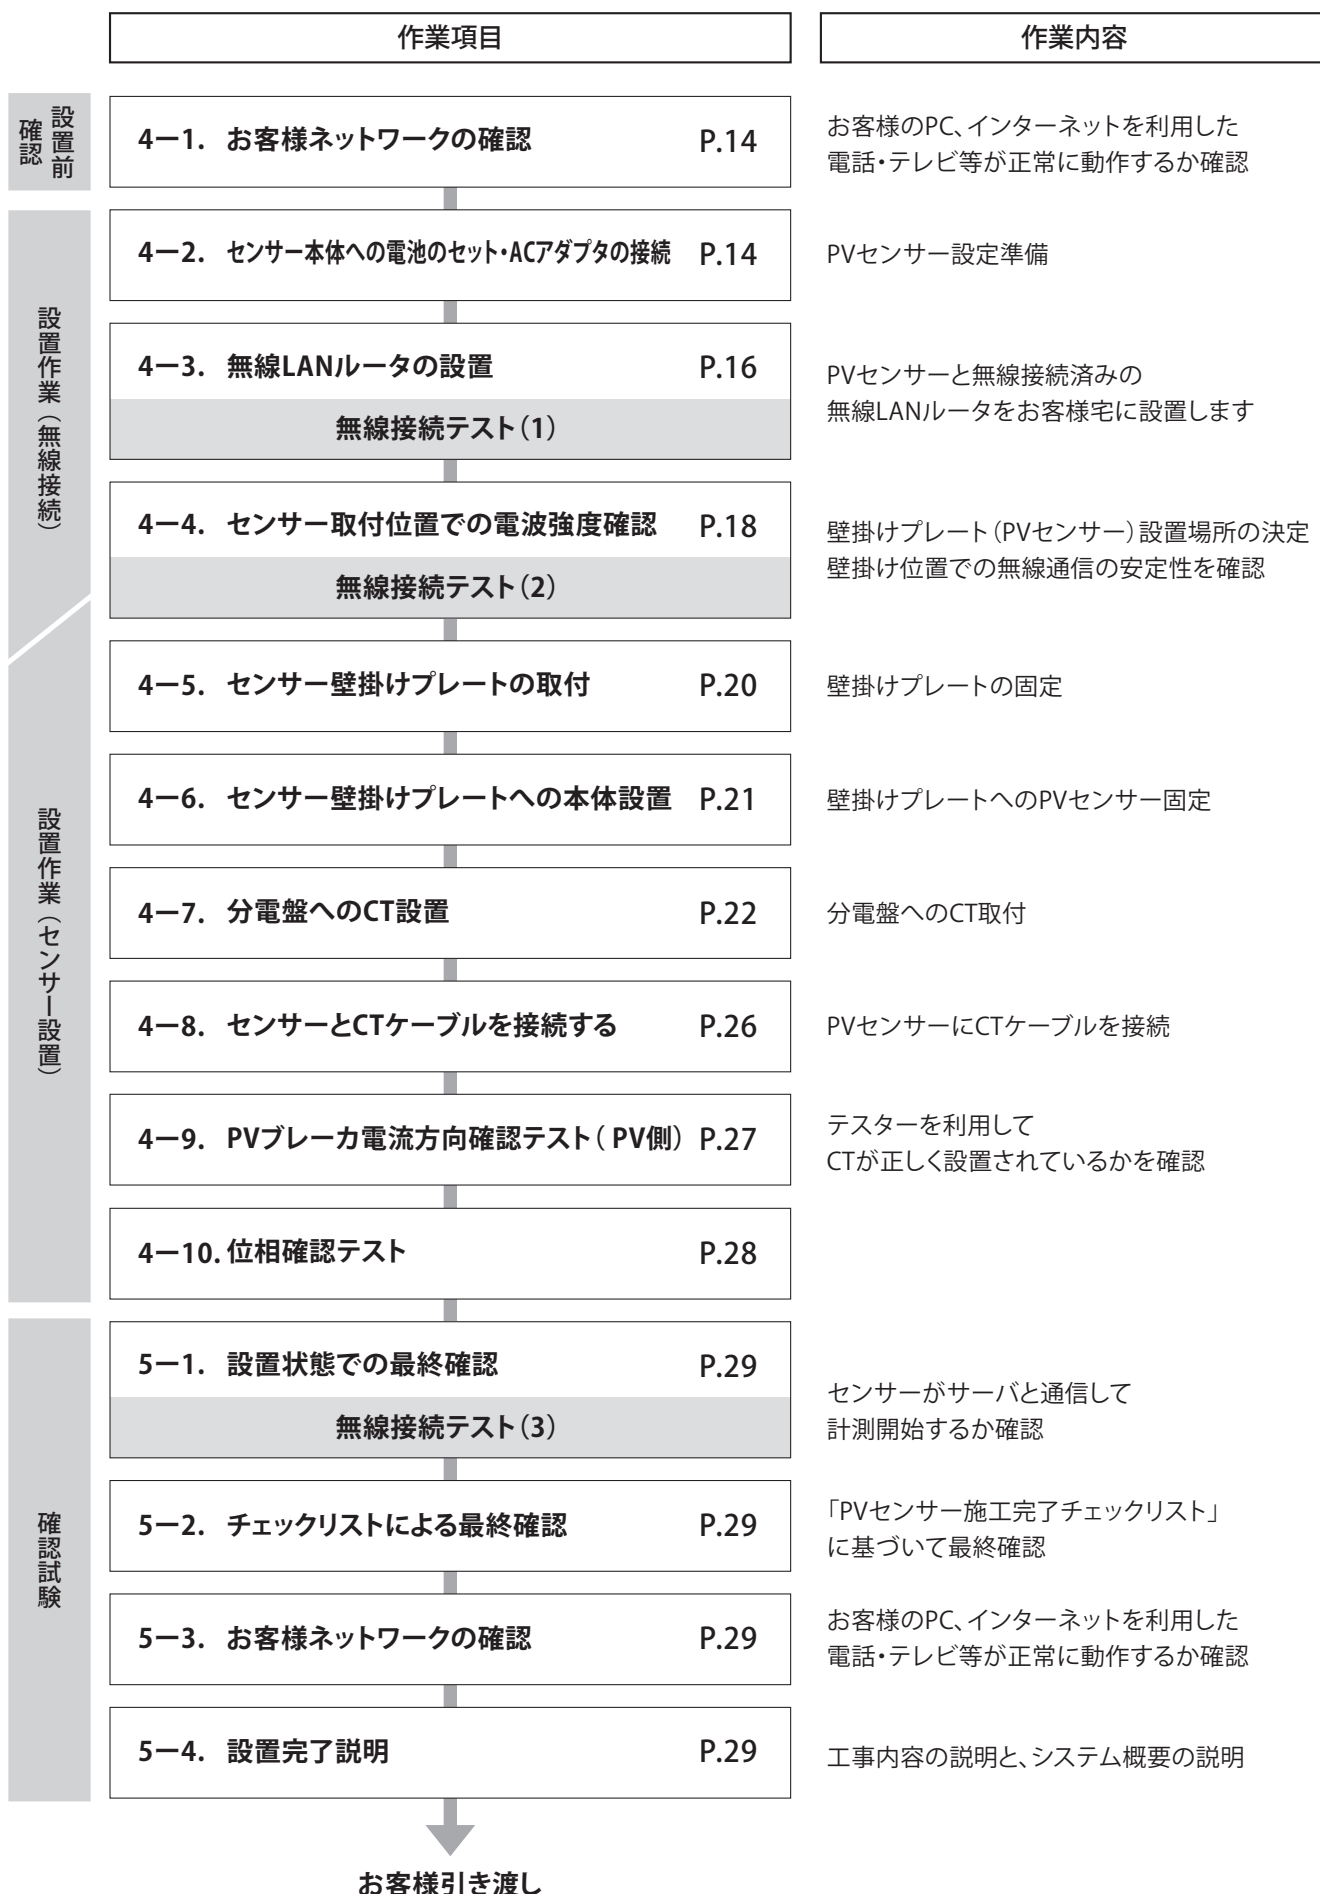 作業項目
作業内容
設置前
確認
4ー1. お客様ネットワークの確認 P.14
お客様のPC、インターネットを利用した
電話・テレビ等が正常に動作するか確認
設置作業（無線接続）
4ー2. センサー本体への電池のセット・ACアダプタの接続 P.14
PVセンサー設定準備
4ー3. 無線LANルータの設置 P.16
無線接続テスト（1）
PVセンサーと無線接続済みの
無線LANルータをお客様宅に設置します
4ー4. センサー取付位置での電波強度確認 P.18
無線接続テスト（2）
壁掛けプレート（PVセンサー）設置場所の決定
壁掛け位置での無線通信の安定性を確認
設置作業（センサー設置）
4ー5. センサー壁掛けプレートの取付 P.20
壁掛けプレートの固定
4ー6. センサー壁掛けプレートへの本体設置 P.21
壁掛けプレートへのPVセンサー固定
4ー7. 分電盤へのCT設置 P.22
分電盤へのCT取付
4ー8. センサーとCTケーブルを接続する P.26
PVセンサーにCTケーブルを接続
4ー9. PVブレーカ電流方向確認テスト（ PV側） P.27
テスターを利用して
CTが正しく設置されているかを確認
4ー10. 位相確認テスト P.28
確認試験
5ー1. 設置状態での最終確認 P.29
無線接続テスト（3）
センサーがサーバと通信して
計測開始するか確認
5ー2. チェックリストによる最終確認 P.29
「PVセンサー施工完了チェックリスト」
に基づいて最終確認
5ー3. お客様ネットワークの確認 P.29
お客様のPC、インターネットを利用した
電話・テレビ等が正常に動作するか確認
5ー4. 設置完了説明 P.29
工事内容の説明と、システム概要の説明
お客様引き渡し